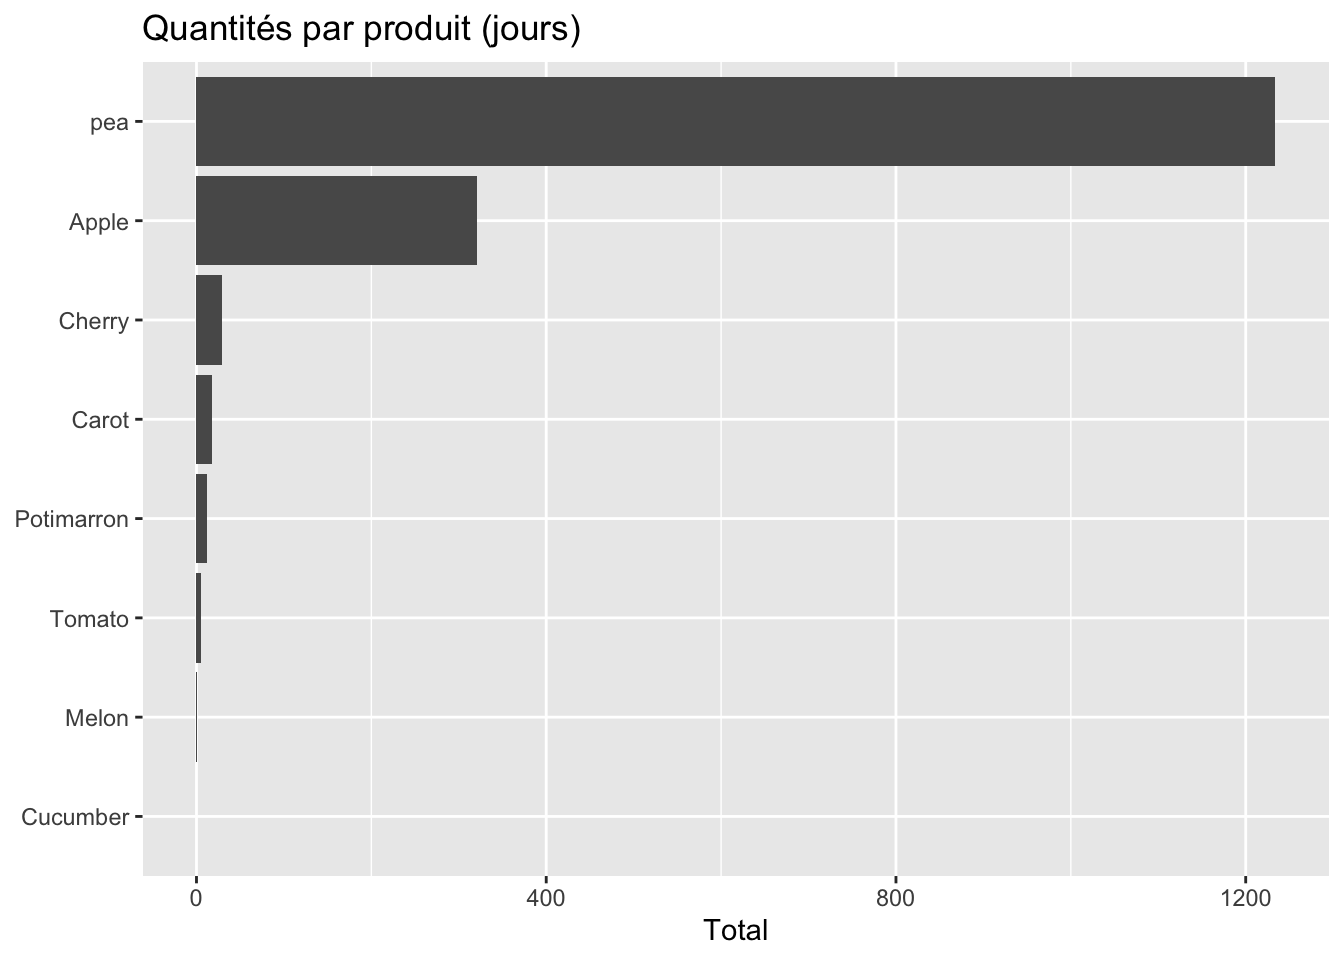 Quantités par produit (jours)
pea
Apple
Cherry
Carot
Potimarron
Tomato
Melon
Cucumber
0 400 800 1200
Total